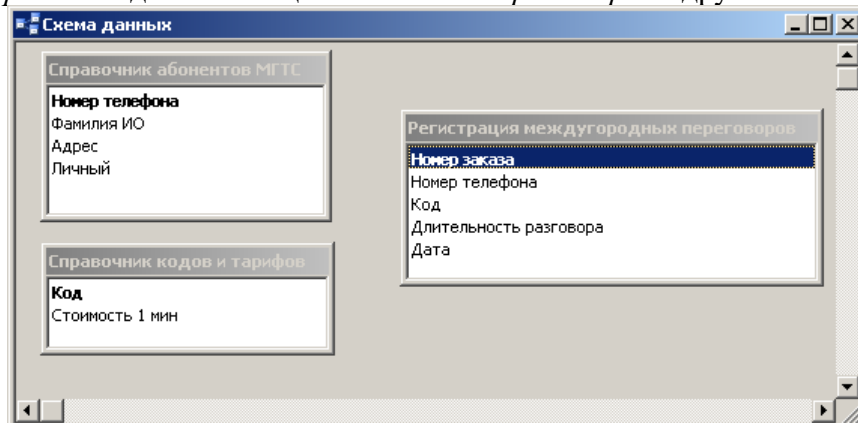 Схема данных
Справочник абонентов МГТС
Номер телефона
Фамилия ИО
Адрес
Личный
Справочник кодов и тарифов
Код
Стоимость 1 мин
Регистрация междугородных переговоров
Номер заказа
Номер телефона
Код
Длительность разговора
Дата